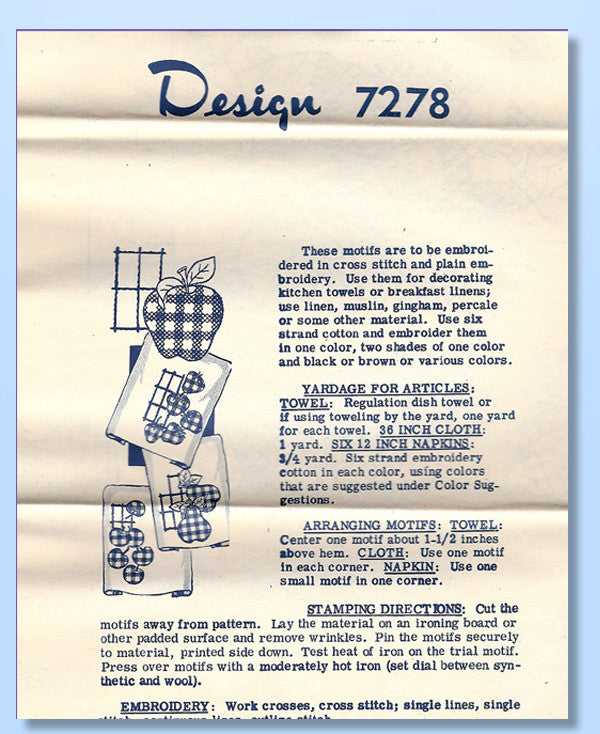 Design 7278
These motifs are to be embroi-
dered in cross stitch and plain em-
broidery. Use them for decorating
kitchen towels or breakfast linens;
use linen, muslin, gingham, percale
or some other material. Use six
strand cotton and embroider them
in one color, two shades of one color
and black or brown or various colors.
YARDAGE FOR ARTICLES:
TOWEL: Regulation dish towel or
if using toweling by the yard, one yard
for each towel. 36 INCH CLOTH:
1 yard. SIX 12 INCH NAPKINS:
3/4 yard. Six strand embroidery
cotton in each color, using colors
that are suggested under Color Sug-
gestions.
ARRANGING MOTIFS: TOWEL:
Center one motif about 1-1/2 inches
above hem. CLOTH: Use one motif
in each corner. NAPKIN: Use one
small motif in one corner.
STAMPING DIRECTIONS: Cut the
motifs away from pattern. Lay the material on an ironing board or
other padded surface and remove wrinkles. Pin the motifs securely
to material, printed side down. Test heat of iron on the trial motif.
Press over motifs with a moderately hot iron (set dial between syn-
thetic and wool).
EMBROIDERY: Work crosses, cross stitch; single lines, single
stitch, continuous lines, outline stitch.